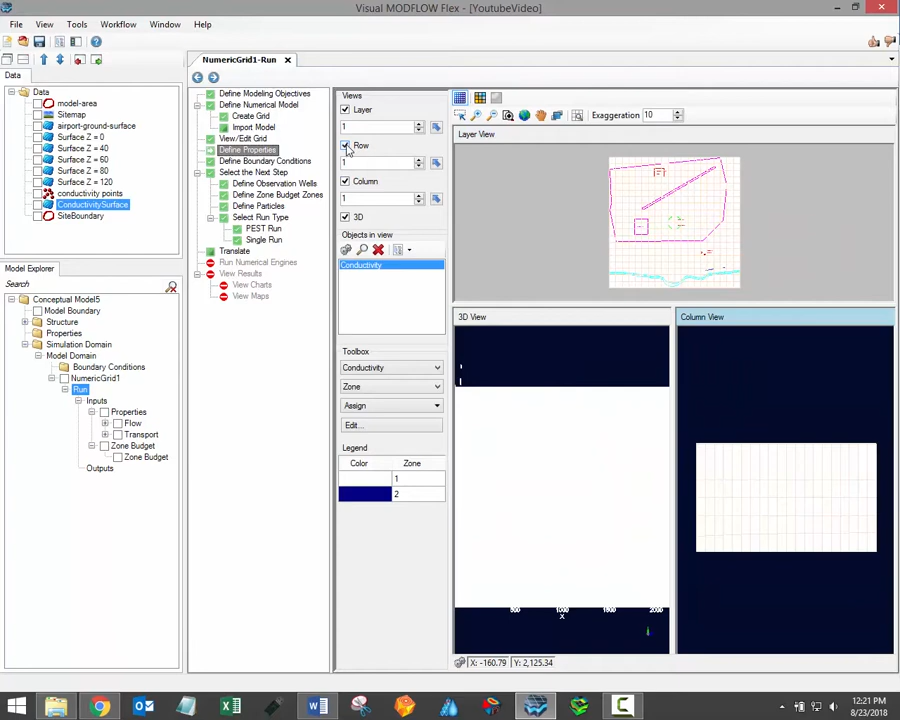 Visual MODFLOW Flex - [YoutubeVideo]
File View Tools Workflow Window Help
Data
Data
model-area
Sitemap
airport-ground-surface
Surface Z = 0
Surface Z = 40
Surface Z = 60
Surface Z = 80
Surface Z = 120
conductivity points
ConductivitySurface
SiteBoundary
Model Explorer
Search
Conceptual Model5
Model Boundary
Structure
Properties
Simulation Domain
Model Domain
Boundary Conditions
NumericGrid1
Run
Inputs
Properties
Flow
Transport
Zone Budget
Zone Budget
Outputs
NumericGrid1-Run
Define Modeling Objectives
Define Numerical Model
Create Grid
Import Model
View/Edit Grid
Define Properties
Define Boundary Conditions
Select the Next Step
Define Observation Wells
Define Zone Budget Zones
Define Particles
Select Run Type
PEST Run
Single Run
Translate
Run Numerical Engines
View Results
View Charts
View Maps
Views
Layer
1
Row
1
Column
1
3D
Objects in view
Conductivity
Toolbox
Conductivity
Zone
Assign
Edit...
Legend
Color Zone
1
2
Exaggeration 10
Layer View
3D View
500 1000 1500 2000
X
Column View
X: -160.79 Y: 2,125.34
12:21 PM
8/23/2018